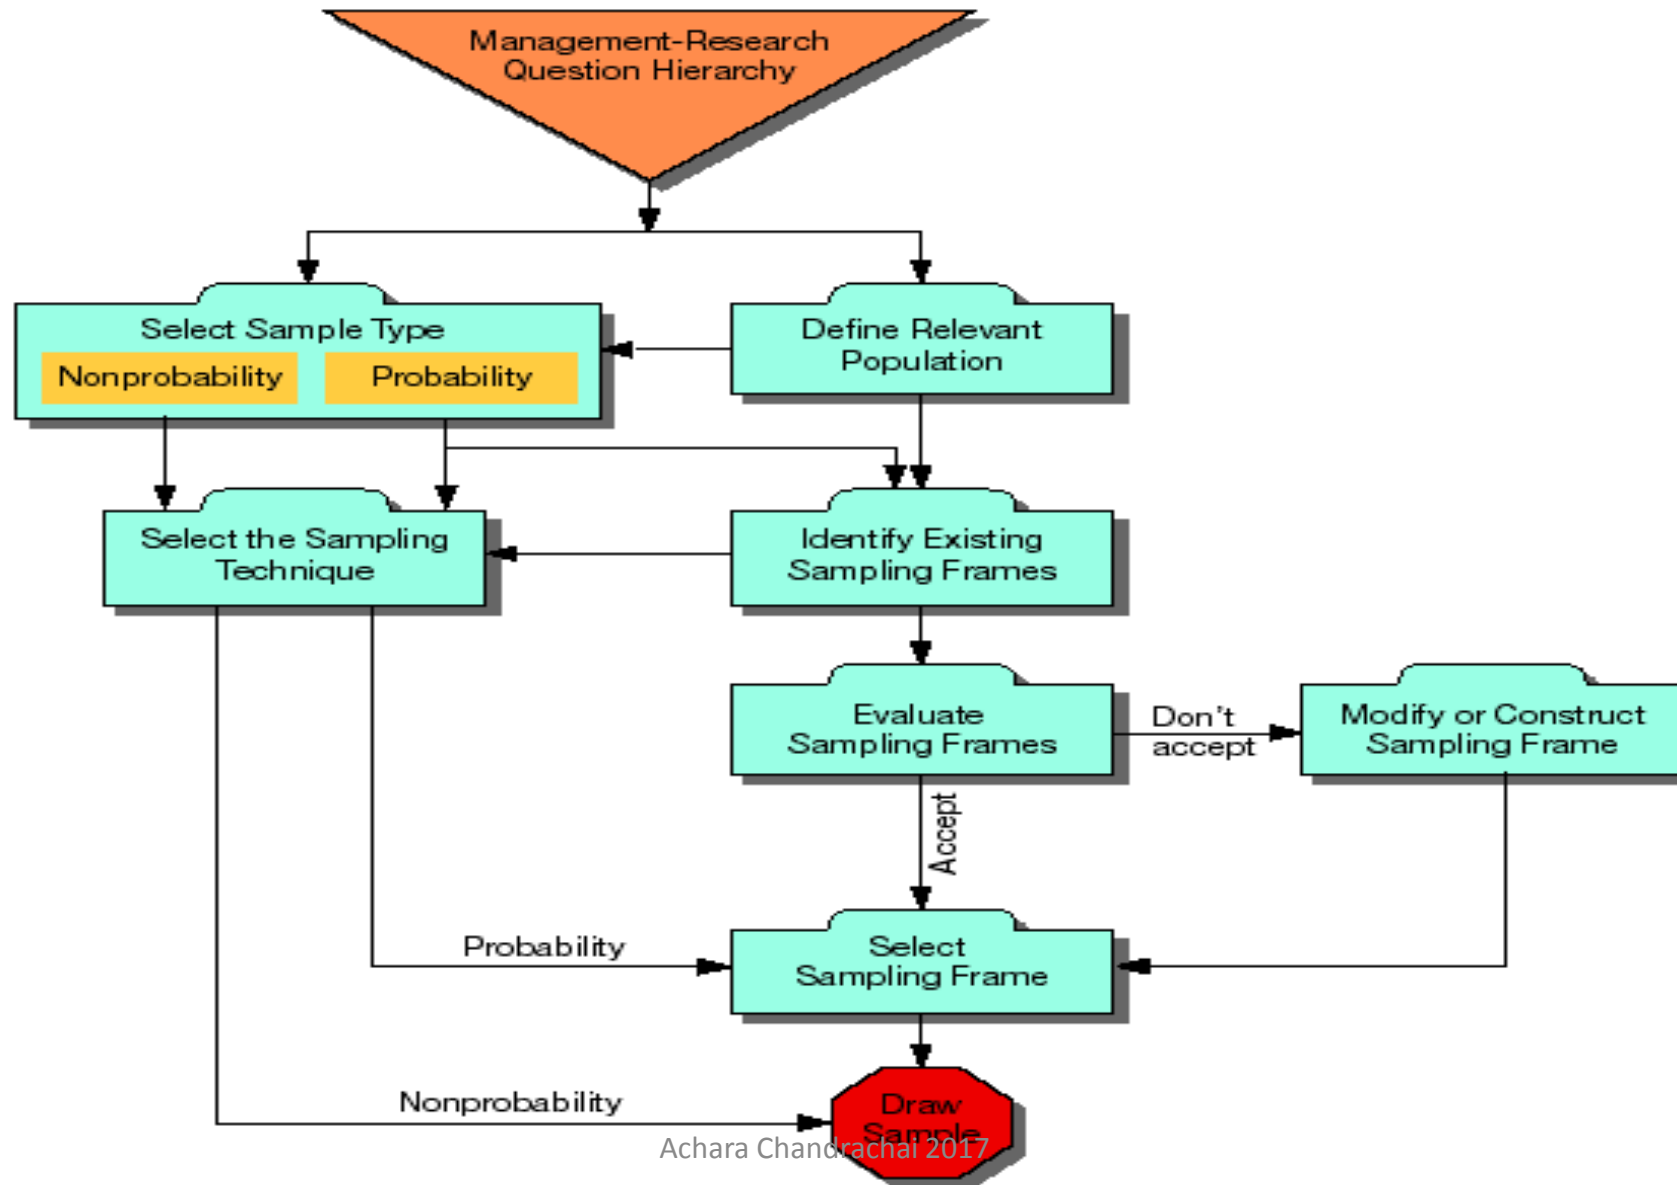 Management-Research
Question Hierarchy
Select Sample Type
Nonprobability
Probability
Define Relevant
Population
Select the Sampling
Technique
Identify Existing
Sampling Frames
Evaluate
Sampling Frames
Don't
accept
Modify or Construct
Sampling Frame
Accept
Probability
Select
Sampling Frame
Nonprobability
Draw
Sample
Achara Chandrachai 2017